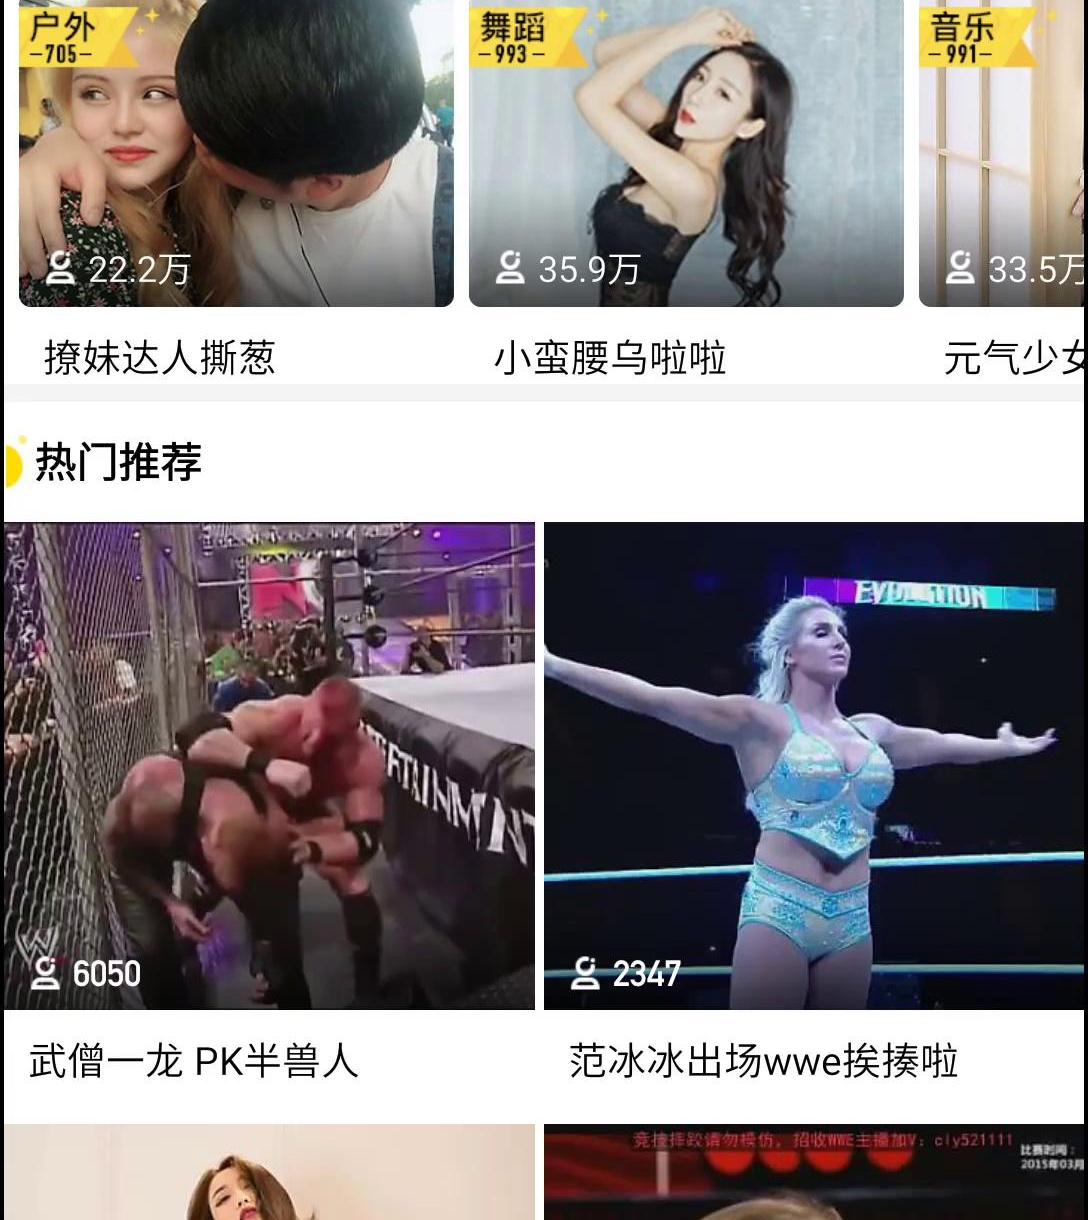 户外
-705-
舞蹈
-993-
音乐
-991-
22.2万
35.9万
33.5万
撩妹达人撕葱
小蛮腰乌啦啦
元气少女
热门推荐
EVOLUTION
W
6050
2347
武僧一龙 PK半兽人
范冰冰出场wwe挨揍啦
竞技摔跤请勿模仿，招收WWE主播加V：cly521111
比赛时间：
2015年03月